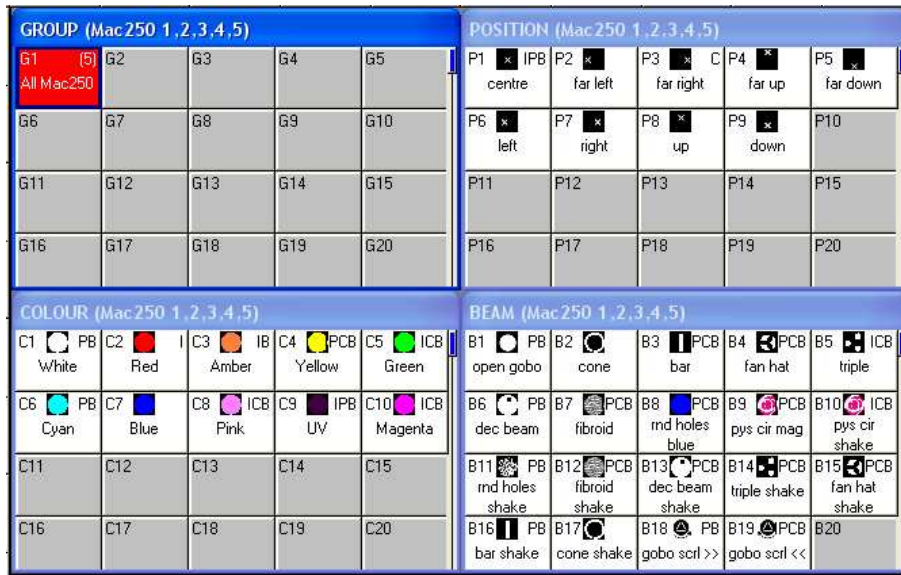 GROUP (Mac250 1,2,3,4,5)
G1 (5) G2 G3 G4 G5
All Mac250
G6 G7 G8 G9 G10
G11 G12 G13 G14 G15
G16 G17 G18 G19 G20
POSITION (Mac250 1,2,3,4,5)
P1 IPB P2 P3 C P4 P5
centre far left far right far up far down
P6 P7 P8 P9 P10
left right up down
P11 P12 P13 P14 P15
P16 P17 P18 P19 P20
COLOUR (Mac250 1,2,3,4,5)
C1 PB C2 I C3 IB C4 PCB C5 ICB
White Red Amber Yellow Green
C6 PB C7 C8 ICB C9 IPB C10 ICB
Cyan Blue Pink UV Magenta
C11 C12 C13 C14 C15
C16 C17 C18 C19 C20
BEAM (Mac250 1,2,3,4,5)
B1 PB B2 B3 PCB B4 PCB B5 ICB
open gobo cone bar fan hat triple
B6 PB B7 PCB B8 PCB B9 PCB B10 ICB
dec beam fibroid rnd holes pys cir mag pys cir
blue shake
B11 PB B12 PCB B13 PCB B14 PCB B15 PCB
rnd holes fibroid dec beam triple shake fan hat
shake shake shake shake
B16 PB B17 B18 PB B19 PCB B20
bar shake cone shake gobo scrl >> gobo scrl <<